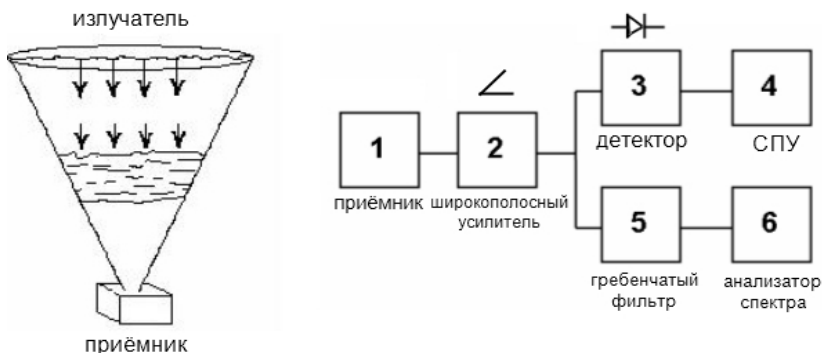 излучатель
приёмник
1
приёмник
2
широкополосный
усилитель
3
детектор
4
СПУ
5
гребенчатый
фильтр
6
анализатор
спектра